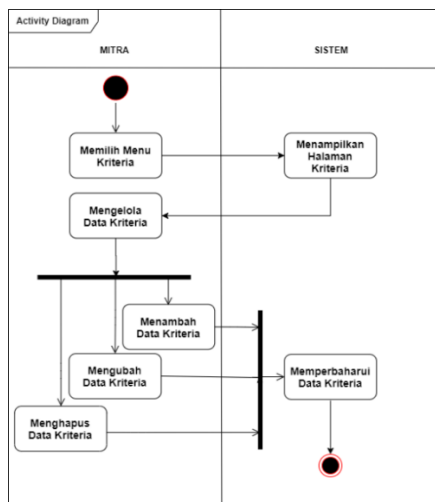 Activity Diagram
MITRA
SISTEM
Memilih Menu
Kriteria
Menampilkan
Halaman
Kriteria
Mengelola
Data Kriteria
Menambah
Data Kriteria
Mengubah
Data Kriteria
Memperbaharui
Data Kriteria
Menghapus
Data Kriteria